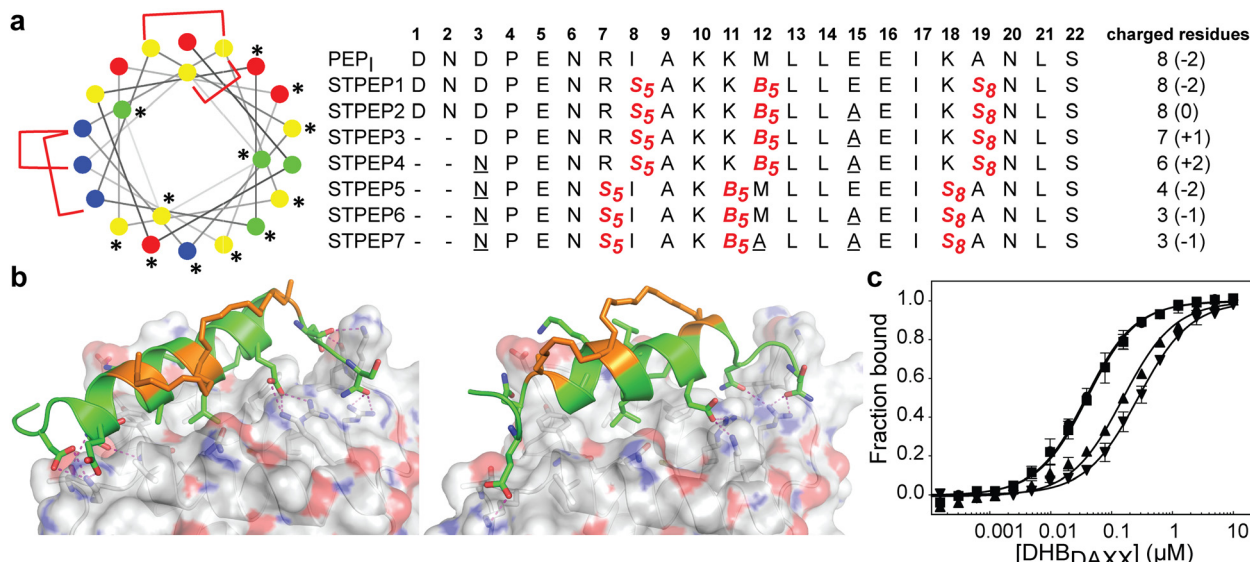 a
1 2 3 4 5 6 7 8 9 10 11 12 13 14 15 16 17 18 19 20 21 22 charged residues
PEPI D N D P E N R I A K K M L L E E I K A N L S 8 (-2)
STPEP1 D N D P E N R S5 A K K B5 L L E E I K S8 N L S 8 (-2)
STPEP2 D N D P E N R S5 A K K B5 L L A E I K S8 N L S 8 (0)
STPEP3 - - D P E N R S5 A K K B5 L L A E I K S8 N L S 7 (+1)
STPEP4 - - N P E N R S5 A K K B5 L L A E I K S8 N L S 6 (+2)
STPEP5 - - N P E N S5 I A K B5 M L L E E I S8 A N L S 4 (-2)
STPEP6 - - N P E N S5 I A K B5 M L L A E I S8 A N L S 3 (-1)
STPEP7 - - N P E N S5 I A K B5 A L L A E I S8 A N L S 3 (-1)
* * * * * * * * * * * *
b
c
Fraction bound
1.0
0.8
0.6
0.4
0.2
0.0
0.001 0.01 0.1 1 10
[DHBDAXX] (µM)